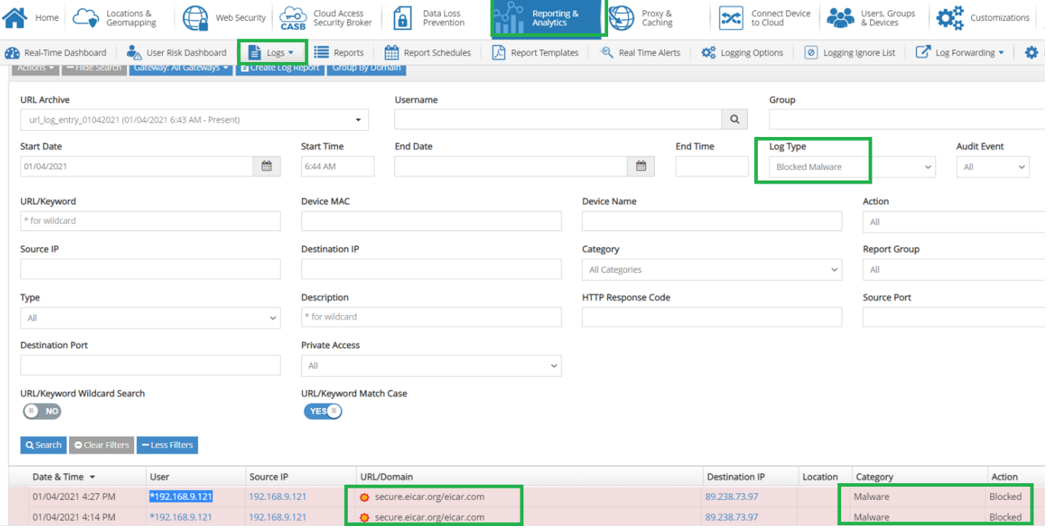 Home
Locations & Geomapping
Web Security
CASB
Cloud Access Security Broker
Data Loss Prevention
Reporting & Analytics
Proxy & Caching
Connect Device to Cloud
Users, Groups & Devices
Customizations
Real-Time Dashboard
User Risk Dashboard
Logs
Reports
Report Schedules
Report Templates
Real Time Alerts
Logging Options
Logging Ignore List
Log Forwarding
Actions
Hide Search
Gateway: All Gateways
Create Log Report
Group By Domain
URL Archive
Username
Group
url_log_entry_01042021 (01/04/2021 6:43 AM - Present)
Start Date
Start Time
End Date
End Time
Log Type
Audit Event
01/04/2021
6:44 AM
Blocked Malware
All
URL/Keyword
Device MAC
Device Name
Action
* for wildcard
All
Source IP
Destination IP
Category
Report Group
All Categories
All
Type
Description
HTTP Response Code
Source Port
All
* for wildcard
Destination Port
Private Access
All
URL/Keyword Wildcard Search
URL/Keyword Match Case
NO
YES
Search
Clear Filters
Less Filters
Date & Time User Source IP URL/Domain Destination IP Location Category Action
01/04/2021 4:27 PM *192.168.9.121 192.168.9.121 secure.eicar.org/eicar.com 89.238.73.97 Malware Blocked
01/04/2021 4:14 PM *192.168.9.121 192.168.9.121 secure.eicar.org/eicar.com 89.238.73.97 Malware Blocked